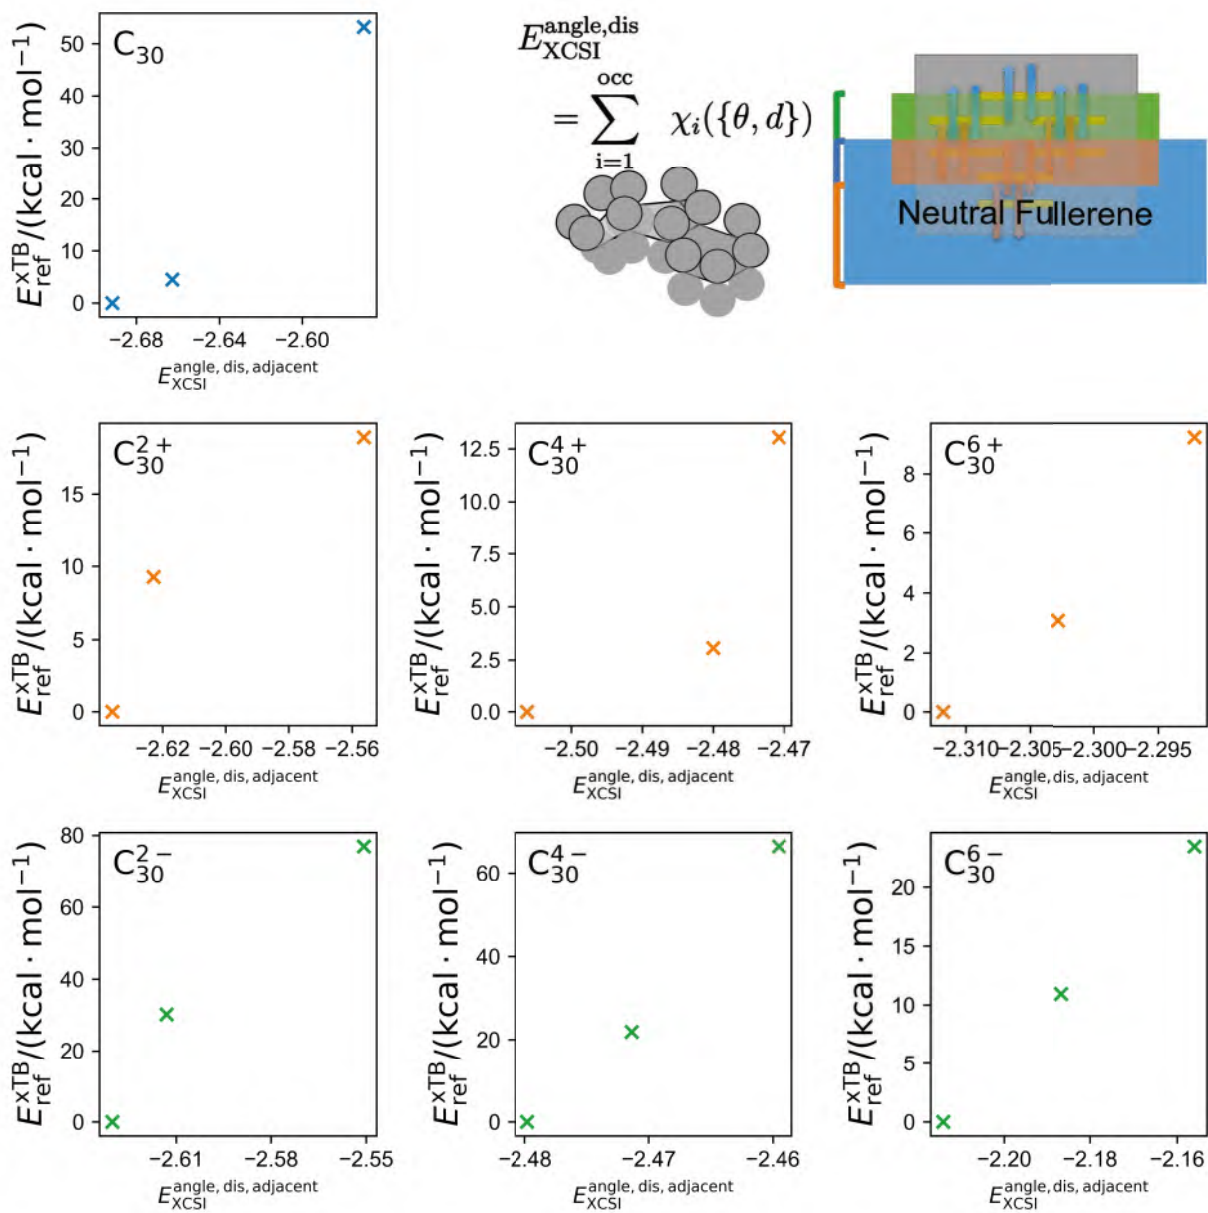 C30
E_ref^xTB/(kcal · mol−1)
50
40
30
20
10
0
−2.68 −2.64 −2.60
E_XCSI^angle, dis, adjacent
E_XCSI^angle,dis
= ∑_{i=1}^{occ} χi({θ, d})
Neutral Fullerene
C30^2+
E_ref^xTB/(kcal · mol−1)
15
10
5
0
−2.62 −2.60 −2.58 −2.56
E_XCSI^angle, dis, adjacent
C30^4+
E_ref^xTB/(kcal · mol−1)
12.5
10.0
7.5
5.0
2.5
0.0
−2.50 −2.49 −2.48 −2.47
E_XCSI^angle, dis, adjacent
C30^6+
E_ref^xTB/(kcal · mol−1)
8
6
4
2
0
−2.310 −2.305 −2.300 −2.295
E_XCSI^angle, dis, adjacent
C30^2−
E_ref^xTB/(kcal · mol−1)
80
60
40
20
0
−2.61 −2.58 −2.55
E_XCSI^angle, dis, adjacent
C30^4−
E_ref^xTB/(kcal · mol−1)
60
40
20
0
−2.48 −2.47 −2.46
E_XCSI^angle, dis, adjacent
C30^6−
E_ref^xTB/(kcal · mol−1)
20
15
10
5
0
−2.20 −2.18 −2.16
E_XCSI^angle, dis, adjacent